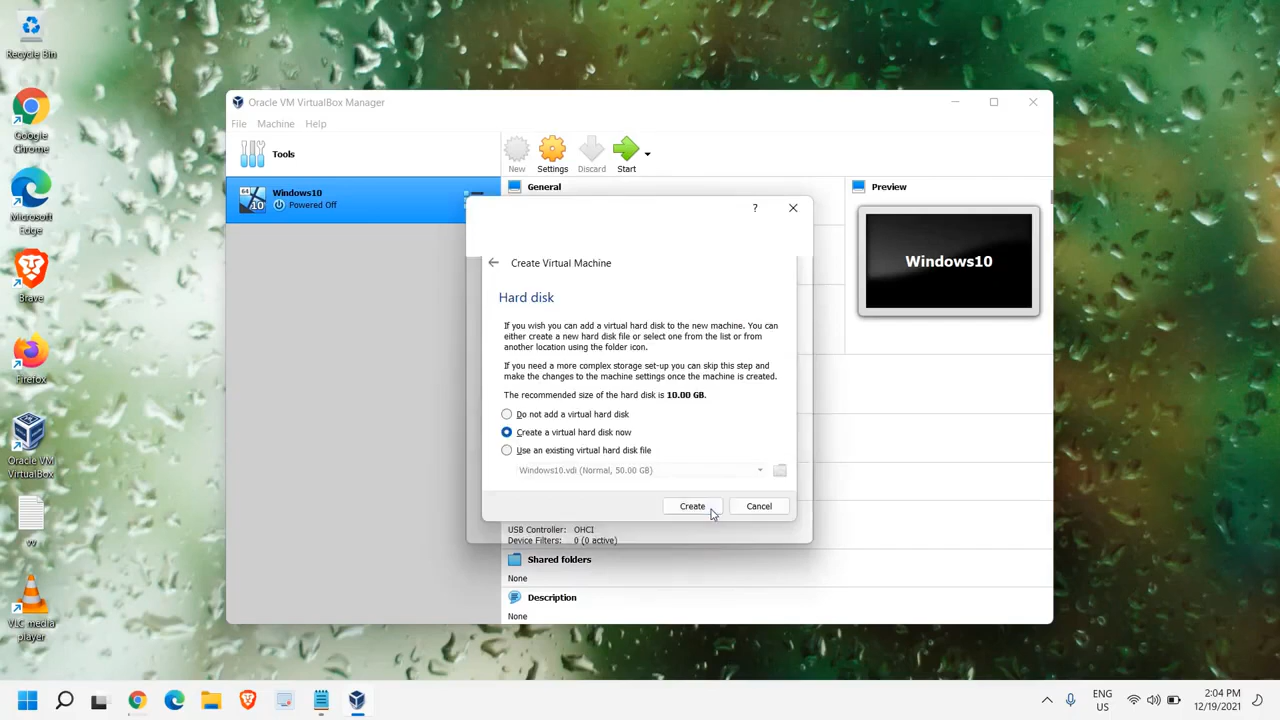 Recycle Bin
Google
Chrome
Microsoft
Edge
Brave
Firefox
Oracle VM
VirtualBox
vv
VLC media
player
Oracle VM VirtualBox Manager
File Machine Help
Tools
New Settings Discard Start
64
10
Windows10
Powered Off
General
Preview
Windows10
?
Create Virtual Machine
Hard disk
If you wish you can add a virtual hard disk to the new machine. You can
either create a new hard disk file or select one from the list or from
another location using the folder icon.
If you need a more complex storage set-up you can skip this step and
make the changes to the machine settings once the machine is created.
The recommended size of the hard disk is 10.00 GB.
Do not add a virtual hard disk
Create a virtual hard disk now
Use an existing virtual hard disk file
Windows10.vdi (Normal, 50.00 GB)
Create Cancel
USB Controller: OHCI
Device Filters: 0 (0 active)
Shared folders
None
Description
None
ENG
US
2:04 PM
12/19/2021